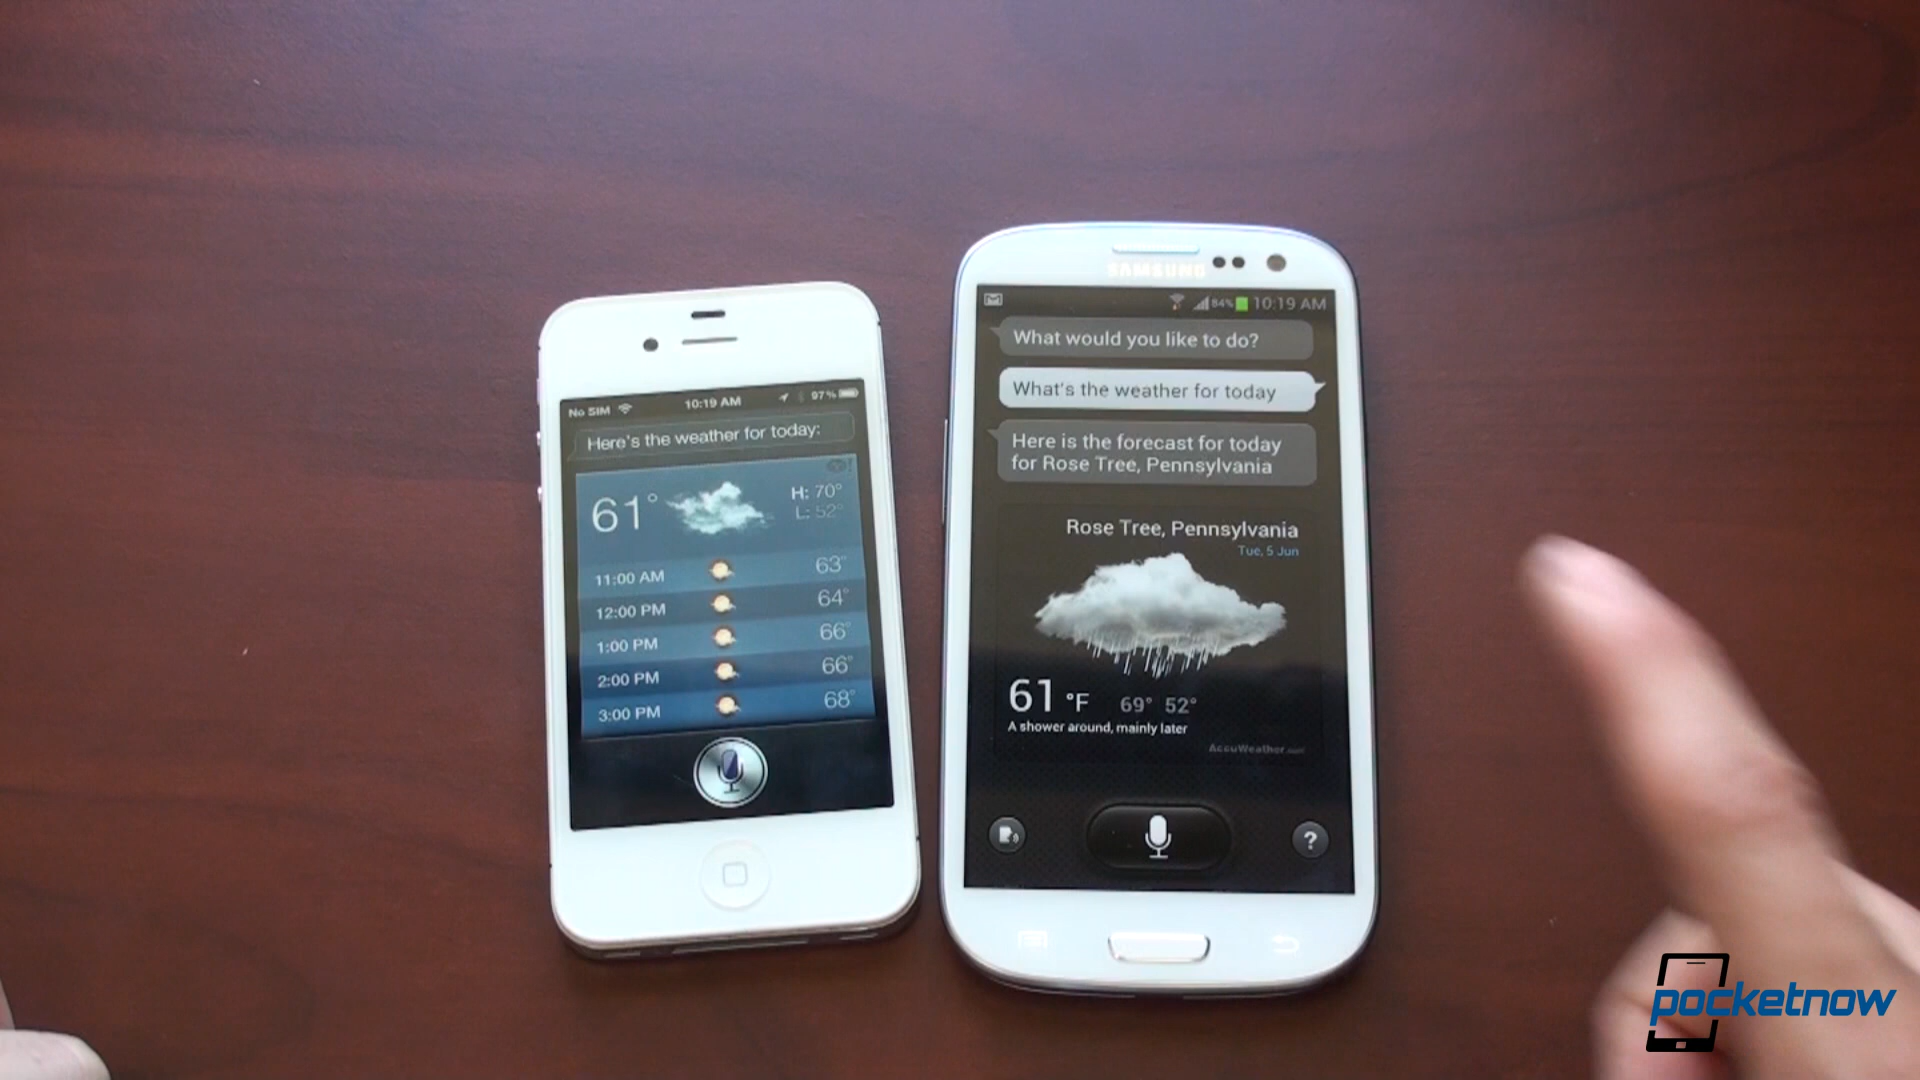 No SIM
10:19 AM
97%
Here's the weather for today:
61°
H: 70°
L: 52°
11:00 AM 63°
12:00 PM 64°
1:00 PM 66°
2:00 PM 66°
3:00 PM 68°
SAMSUNG
84% 10:19 AM
What would you like to do?
What's the weather for today
Here is the forecast for today
for Rose Tree, Pennsylvania
Rose Tree, Pennsylvania
Tue, 5 Jun
61 °F 69° 52°
A shower around, mainly later
AccuWeather.com
?
pocketnow